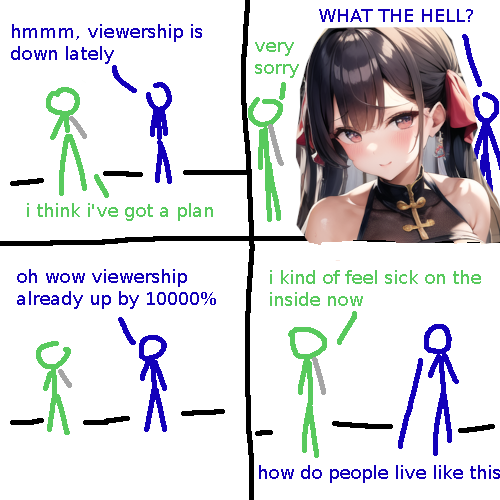 hmmm, viewership is
down lately
i think i've got a plan
WHAT THE HELL?
very
sorry
oh wow viewership
already up by 10000%
i kind of feel sick on the
inside now
how do people live like this